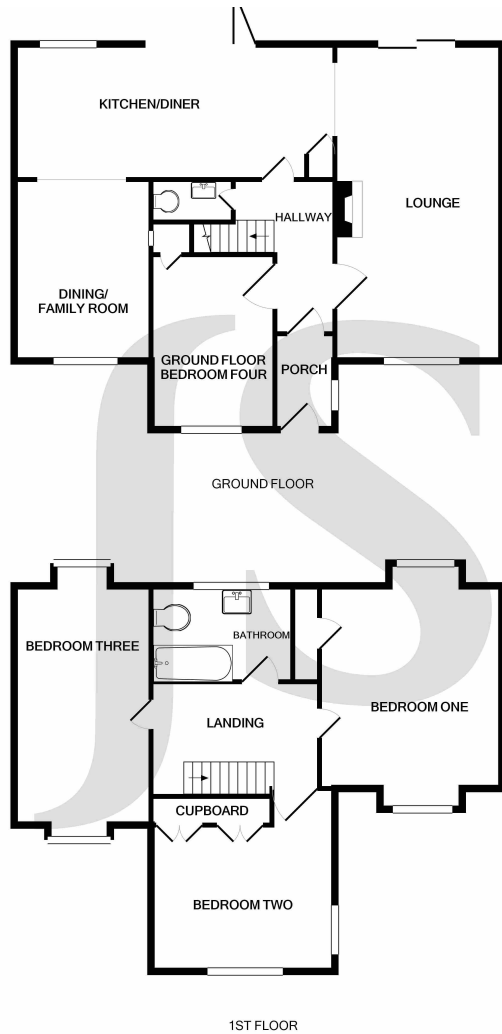 KITCHEN/DINER
LOUNGE
HALLWAY
DINING/
FAMILY ROOM
GROUND FLOOR
BEDROOM FOUR
PORCH
GROUND FLOOR
JS
BEDROOM THREE
BATHROOM
BEDROOM ONE
LANDING
CUPBOARD
BEDROOM TWO
1ST FLOOR